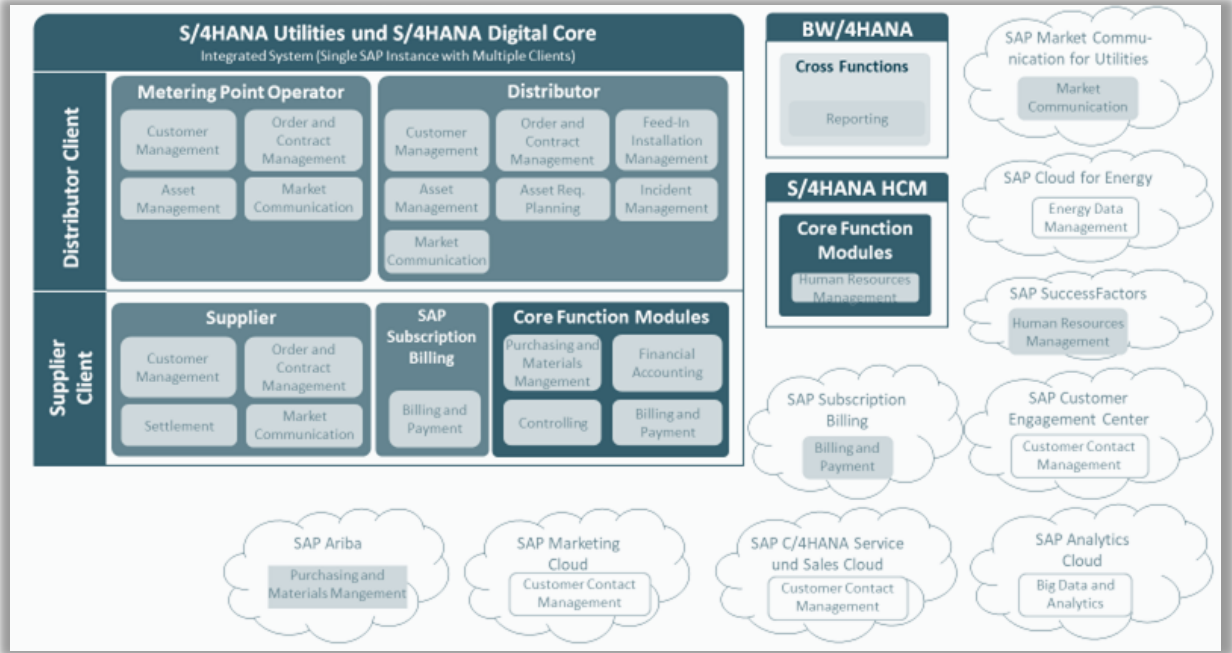 S/4HANA Utilities und S/4HANA Digital Core
Integrated System (Single SAP Instance with Multiple Clients)
Distributor Client
Metering Point Operator
Customer
Management
Order and
Contract
Management
Asset
Management
Market
Communication
Distributor
Customer
Management
Order and
Contract
Management
Feed-In
Installation
Management
Asset
Management
Asset Req.
Planning
Incident
Management
Market
Communication
Supplier
Client
Supplier
Customer
Management
Order and
Contract
Management
Settlement
Market
Communication
SAP
Subscription
Billing
Billing and
Payment
Core Function Modules
Purchasing and
Materials
Mangement
Financial
Accounting
Controlling
Billing and
Payment
BW/4HANA
Cross Functions
Reporting
S/4HANA HCM
Core Function
Modules
Human Resources
Management
SAP Market Commu-
nication for Utilities
Market
Communication
SAP Cloud for Energy
Energy Data
Management
SAP SuccessFactors
Human Resources
Management
SAP Subscription
Billing
Billing and
Payment
SAP Customer
Engagement Center
Customer Contact
Management
SAP Ariba
Purchasing and
Materials Mangement
SAP Marketing
Cloud
Customer Contact
Management
SAP C/4HANA Service
und Sales Cloud
Customer Contact
Management
SAP Analytics
Cloud
Big Data and
Analytics